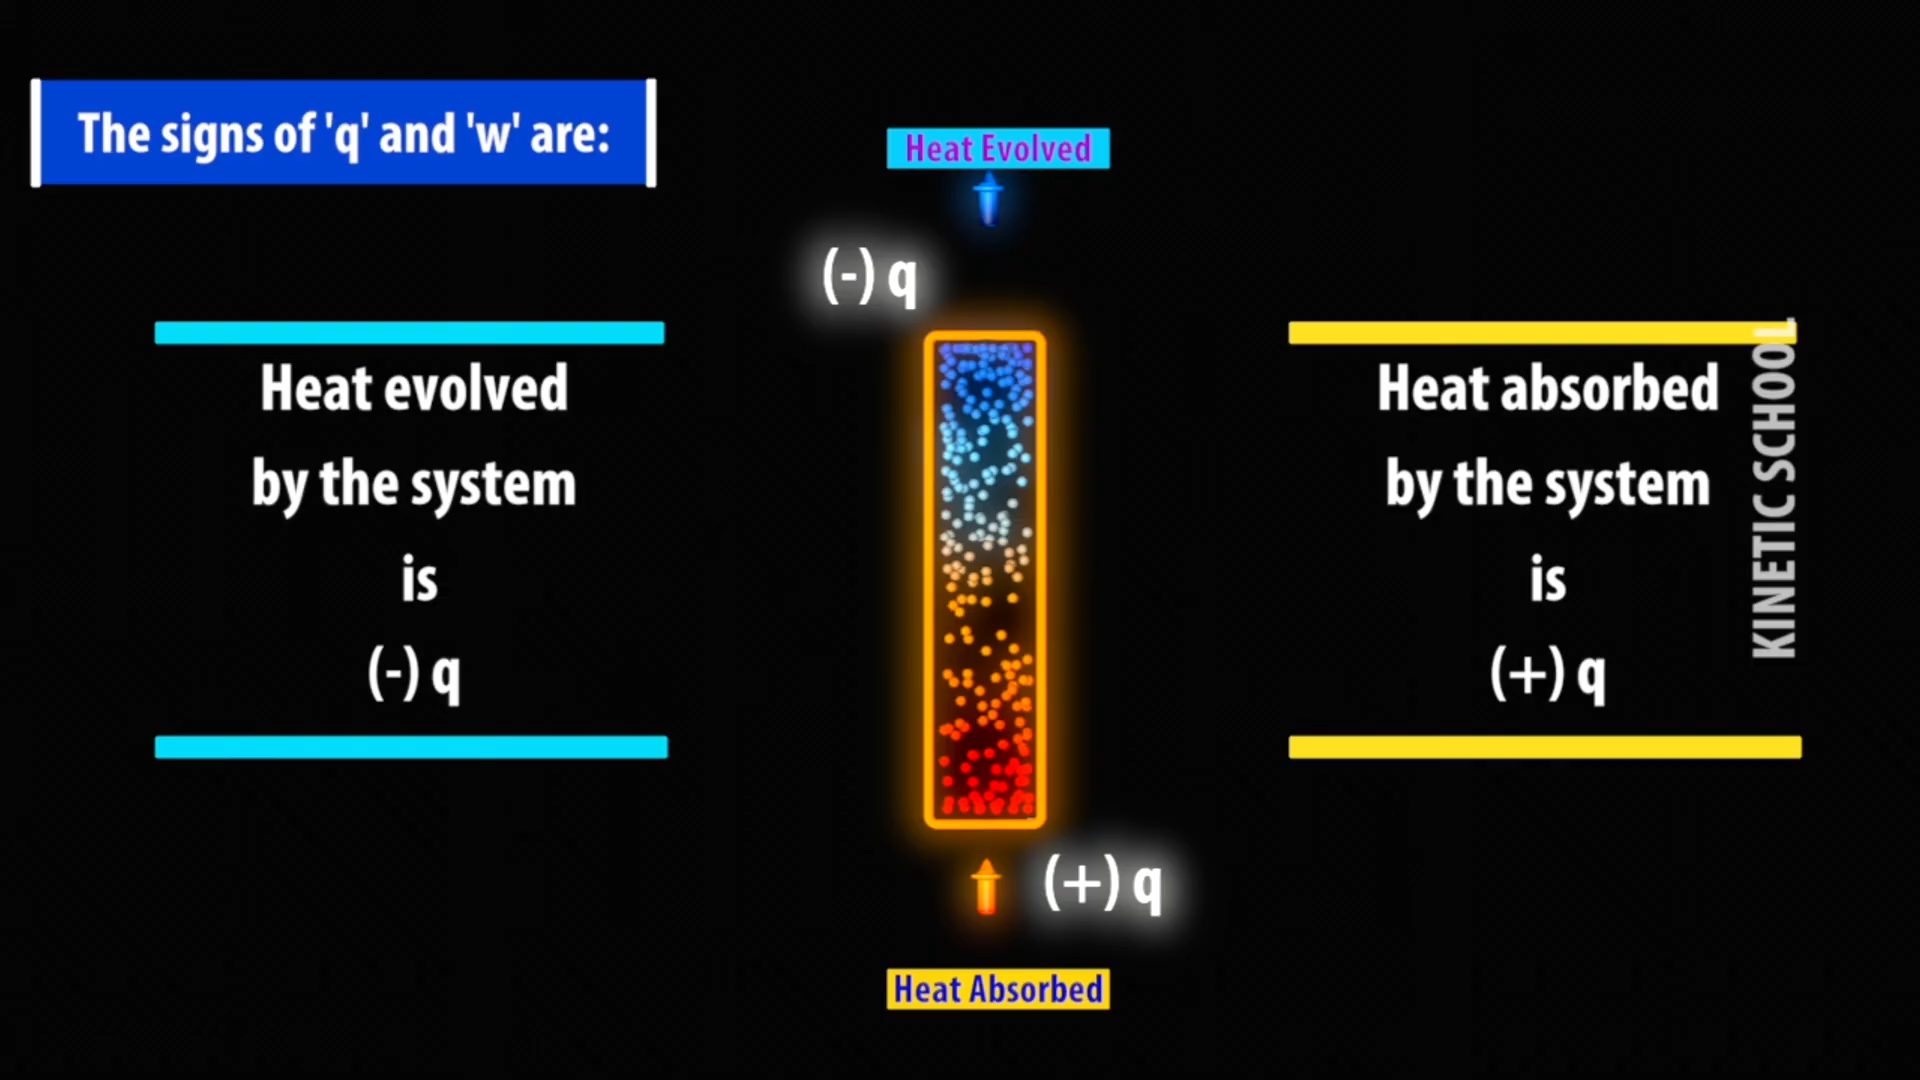 The signs of 'q' and 'w' are:
Heat Evolved
(-) q
Heat evolved
by the system
is
(-) q
Heat absorbed
by the system
is
(+) q
KINETIC SCHOOL
(+) q
Heat Absorbed